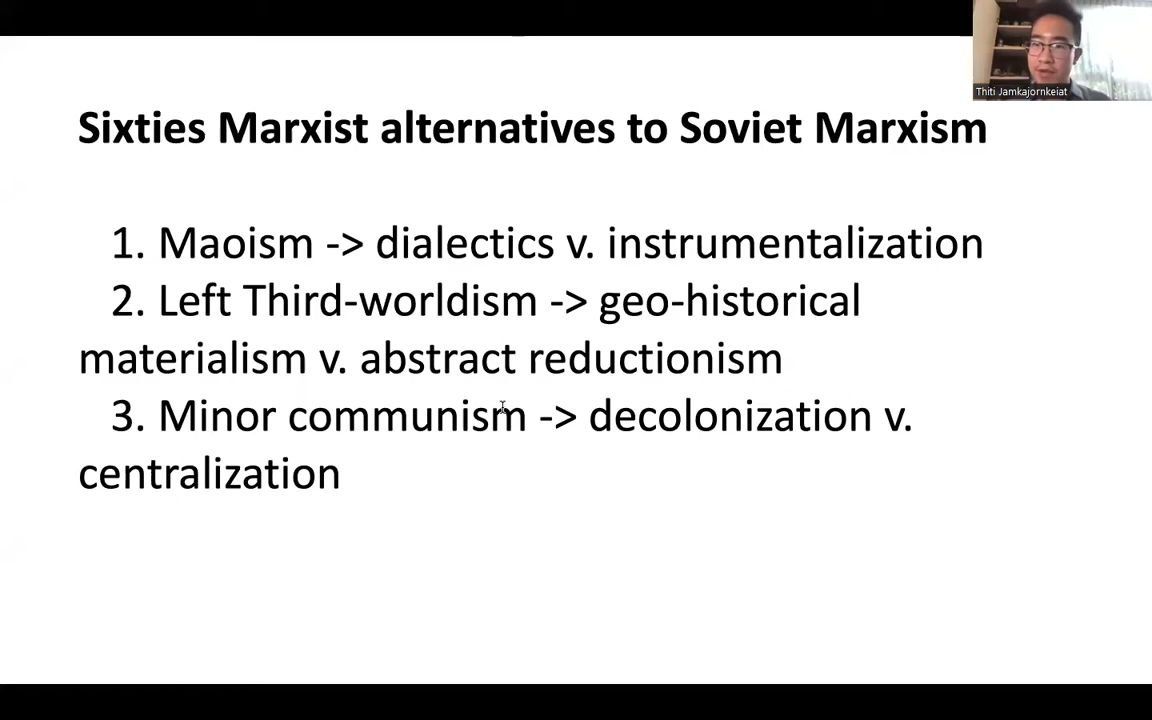 Thiti Jamkajornkeiat
Sixties Marxist alternatives to Soviet Marxism
1. Maoism -> dialectics v. instrumentalization
2. Left Third-worldism -> geo-historical
materialism v. abstract reductionism
3. Minor communism -> decolonization v.
centralization